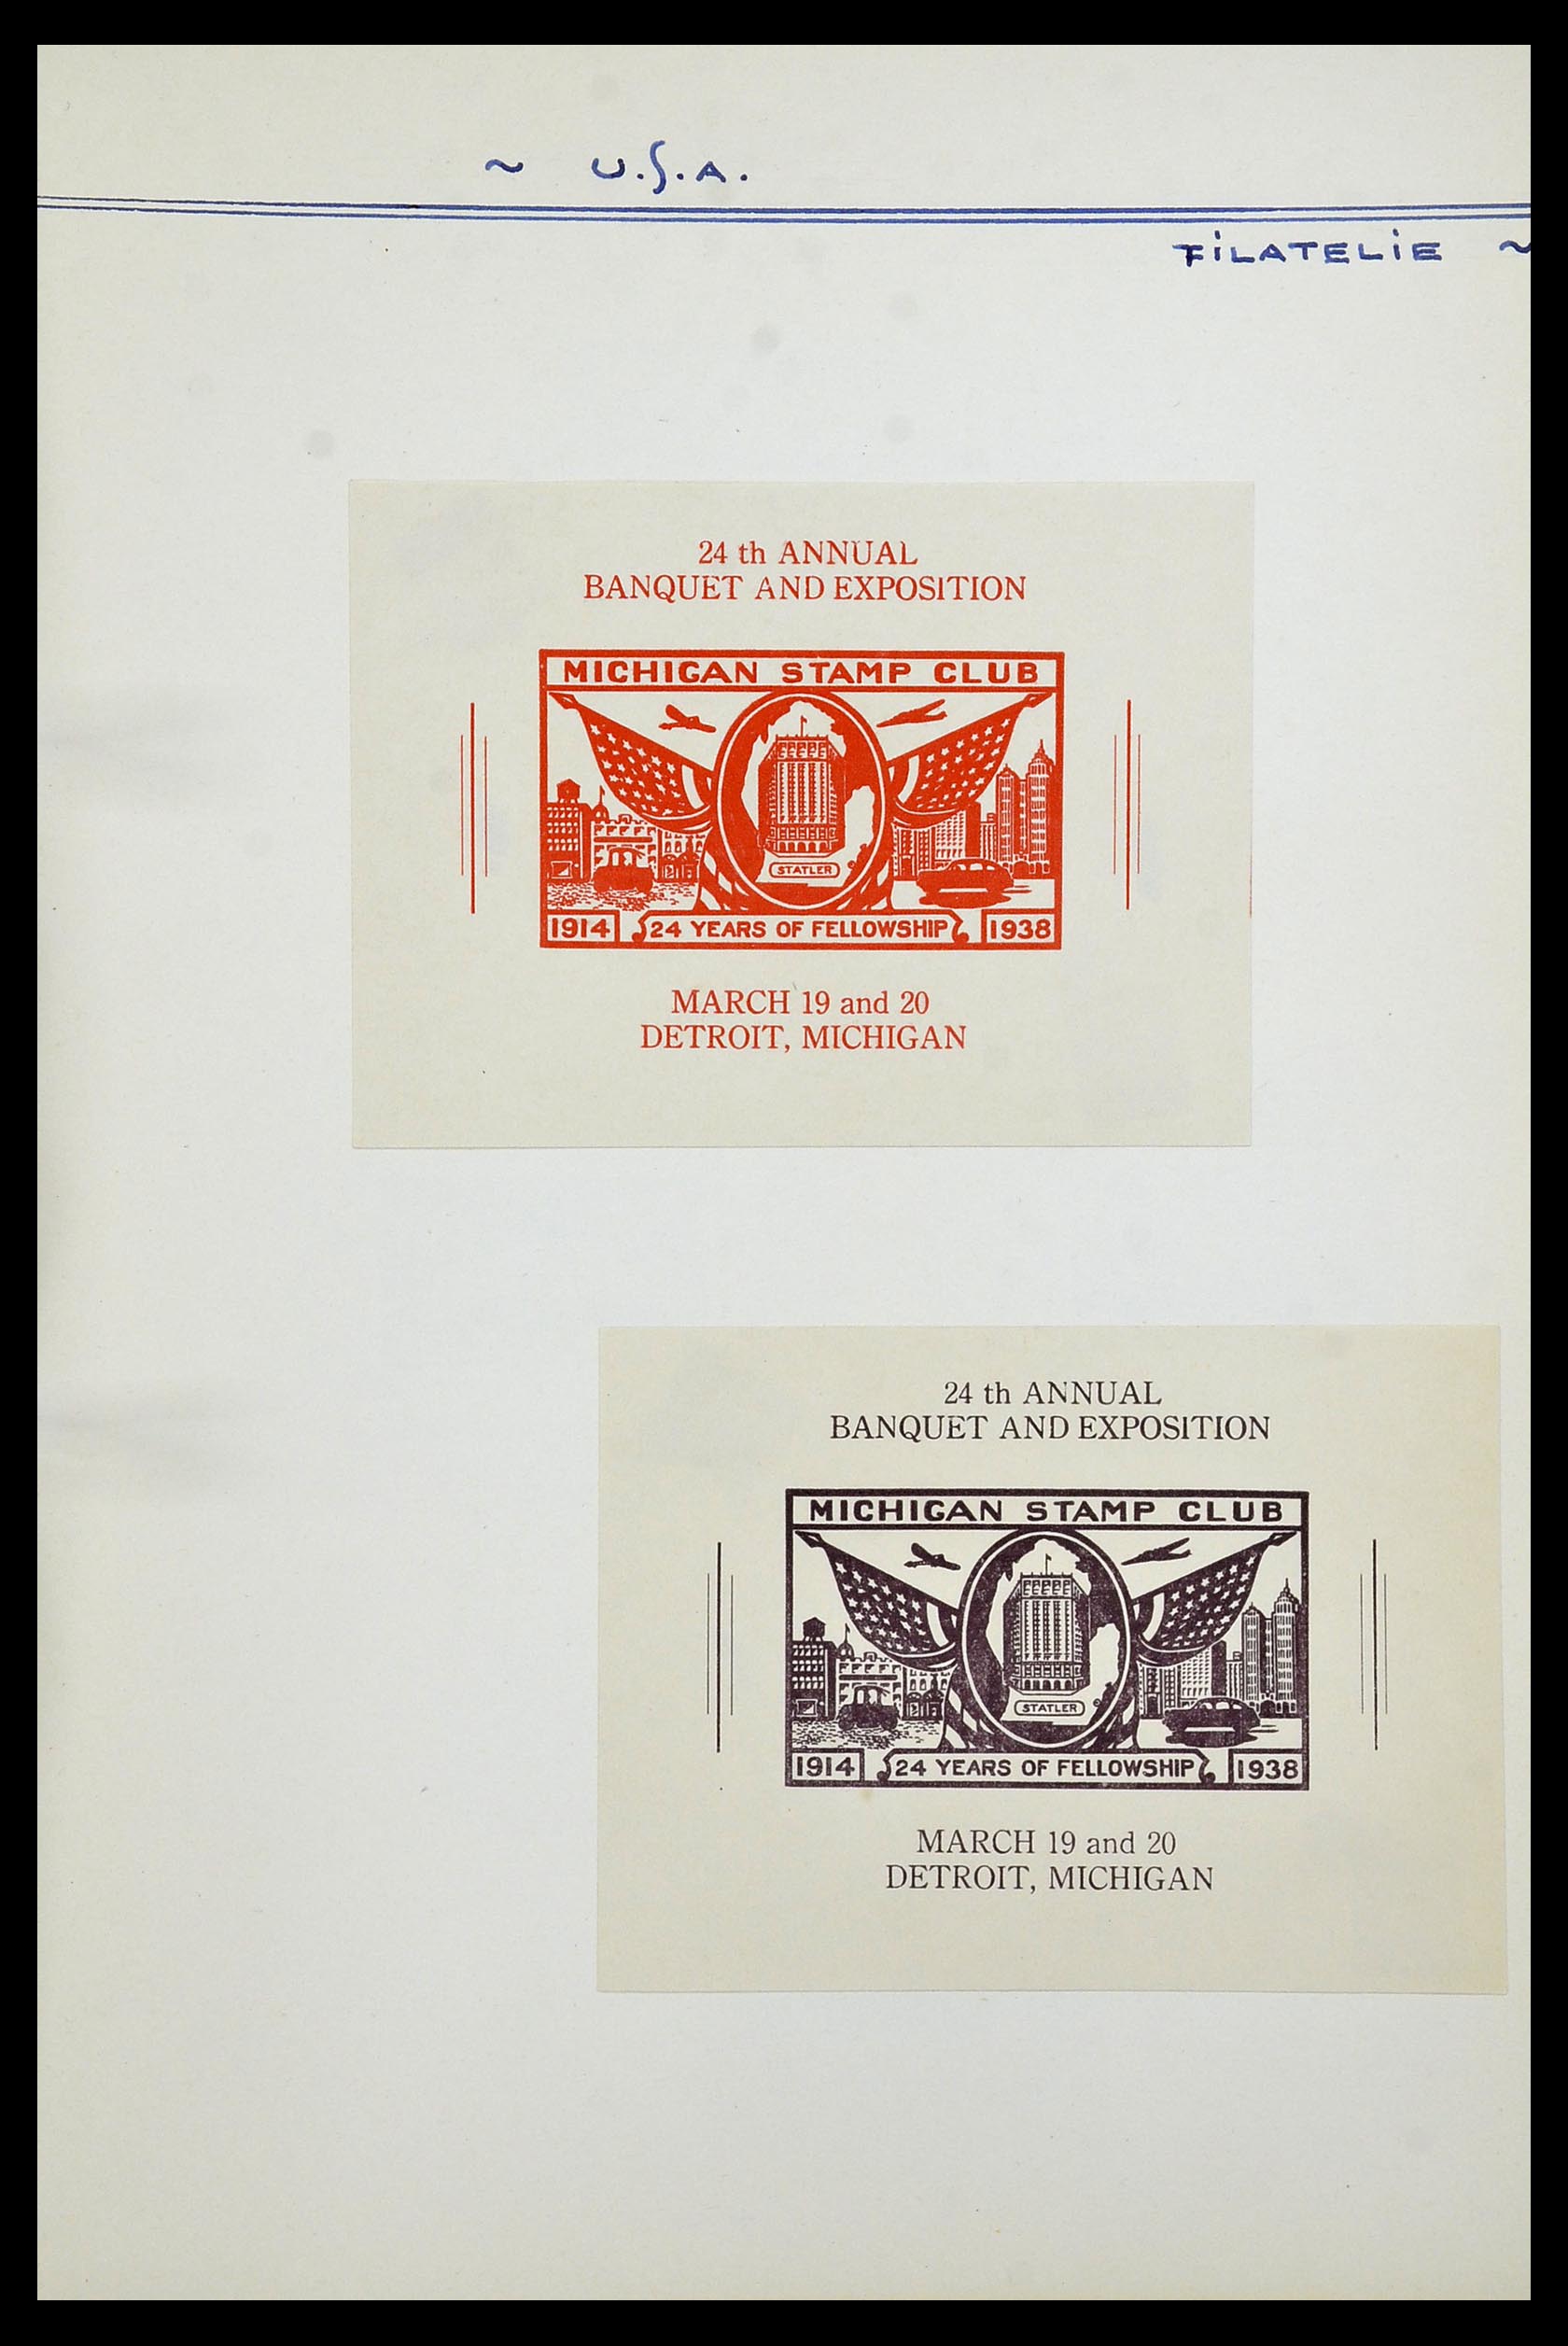 ~ U.S.A.
FILATELIE ~
24 th ANNUAL
BANQUET AND EXPOSITION
MICHIGAN STAMP CLUB
STATLER
1914 24 YEARS OF FELLOWSHIP 1938
MARCH 19 and 20
DETROIT, MICHIGAN
24 th ANNUAL
BANQUET AND EXPOSITION
MICHIGAN STAMP CLUB
STATLER
1914 24 YEARS OF FELLOWSHIP 1938
MARCH 19 and 20
DETROIT, MICHIGAN